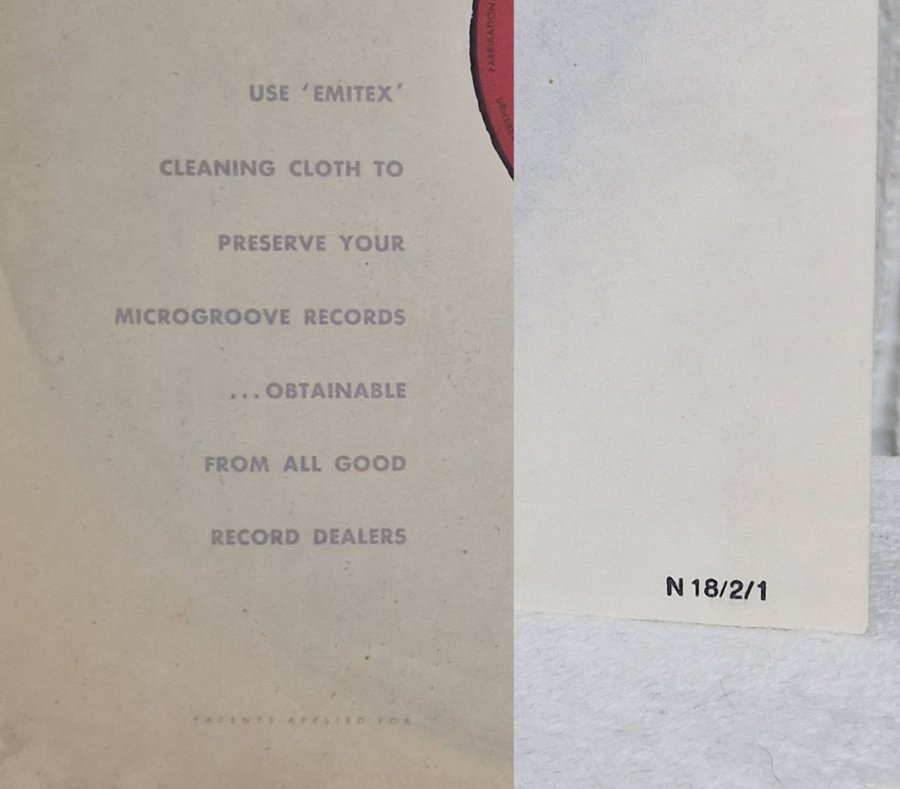 USE 'EMITEX'
CLEANING CLOTH TO
PRESERVE YOUR
MICROGROOVE RECORDS
...OBTAINABLE
FROM ALL GOOD
RECORD DEALERS
PATENTS APPLIED FOR
FABRIKATION
N 18/2/1